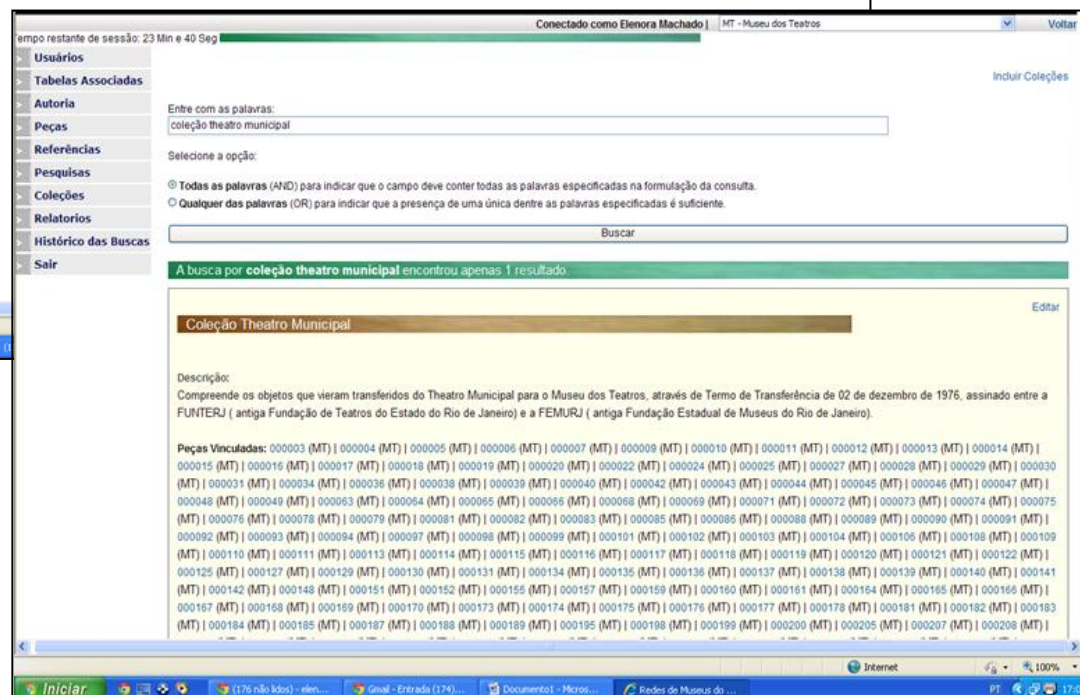 Conectado como Elenora Machado | MT - Museu dos Teatros Voltar
empo restante de sessão: 23 Min e 40 Seg
Usuários
Tabelas Associadas
Autoria
Peças
Referências
Pesquisas
Coleções
Relatorios
Histórico das Buscas
Sair
Incluir Coleções
Entre com as palavras:
coleção theatro municipal
Selecione a opção:
Todas as palavras (AND) para indicar que o campo deve conter todas as palavras especificadas na formulação da consulta.
Qualquer das palavras (OR) para indicar que a presença de uma única dentre as palavras especificadas é suficiente.
Buscar
A busca por coleção theatro municipal encontrou apenas 1 resultado.
Editar
Coleção Theatro Municipal
Descrição:
Compreende os objetos que vieram transferidos do Theatro Municipal para o Museu dos Teatros, através de Termo de Transferência de 02 de dezembro de 1976, assinado entre a
FUNTERJ ( antiga Fundação de Teatros do Estado do Rio de Janeiro) e a FEMURJ ( antiga Fundação Estadual de Museus do Rio de Janeiro).
Peças Vinculadas: 000003 (MT) | 000004 (MT) | 000005 (MT) | 000006 (MT) | 000007 (MT) | 000009 (MT) | 000010 (MT) | 000011 (MT) | 000012 (MT) | 000013 (MT) | 000014 (MT) |
000015 (MT) | 000016 (MT) | 000017 (MT) | 000018 (MT) | 000019 (MT) | 000020 (MT) | 000022 (MT) | 000024 (MT) | 000025 (MT) | 000027 (MT) | 000028 (MT) | 000029 (MT) | 000030
(MT) | 000031 (MT) | 000034 (MT) | 000036 (MT) | 000038 (MT) | 000039 (MT) | 000040 (MT) | 000042 (MT) | 000043 (MT) | 000044 (MT) | 000045 (MT) | 000046 (MT) | 000047 (MT) |
000048 (MT) | 000049 (MT) | 000063 (MT) | 000064 (MT) | 000065 (MT) | 000066 (MT) | 000068 (MT) | 000069 (MT) | 000071 (MT) | 000072 (MT) | 000073 (MT) | 000074 (MT) | 000075
(MT) | 000076 (MT) | 000078 (MT) | 000079 (MT) | 000081 (MT) | 000082 (MT) | 000083 (MT) | 000085 (MT) | 000086 (MT) | 000088 (MT) | 000089 (MT) | 000090 (MT) | 000091 (MT) |
000092 (MT) | 000093 (MT) | 000094 (MT) | 000097 (MT) | 000098 (MT) | 000099 (MT) | 000101 (MT) | 000102 (MT) | 000103 (MT) | 000104 (MT) | 000106 (MT) | 000108 (MT) | 000109
(MT) | 000110 (MT) | 000111 (MT) | 000113 (MT) | 000114 (MT) | 000115 (MT) | 000116 (MT) | 000117 (MT) | 000118 (MT) | 000119 (MT) | 000120 (MT) | 000121 (MT) | 000122 (MT) |
000125 (MT) | 000127 (MT) | 000129 (MT) | 000130 (MT) | 000131 (MT) | 000134 (MT) | 000135 (MT) | 000136 (MT) | 000137 (MT) | 000138 (MT) | 000139 (MT) | 000140 (MT) | 000141
(MT) | 000142 (MT) | 000148 (MT) | 000151 (MT) | 000152 (MT) | 000155 (MT) | 000157 (MT) | 000159 (MT) | 000160 (MT) | 000161 (MT) | 000164 (MT) | 000165 (MT) | 000166 (MT) |
000167 (MT) | 000168 (MT) | 000169 (MT) | 000170 (MT) | 000173 (MT) | 000174 (MT) | 000175 (MT) | 000176 (MT) | 000177 (MT) | 000178 (MT) | 000181 (MT) | 000182 (MT) | 000183
(MT) | 000184 (MT) | 000185 (MT) | 000187 (MT) | 000188 (MT) | 000189 (MT) | 000195 (MT) | 000198 (MT) | 000199 (MT) | 000200 (MT) | 000205 (MT) | 000207 (MT) | 000208 (MT) |
Internet 100%
Iniciar (176 não lidos) - elen... Gmail - Entrada (174)... Documento1 - Micros... Redes de Museus do ... PT